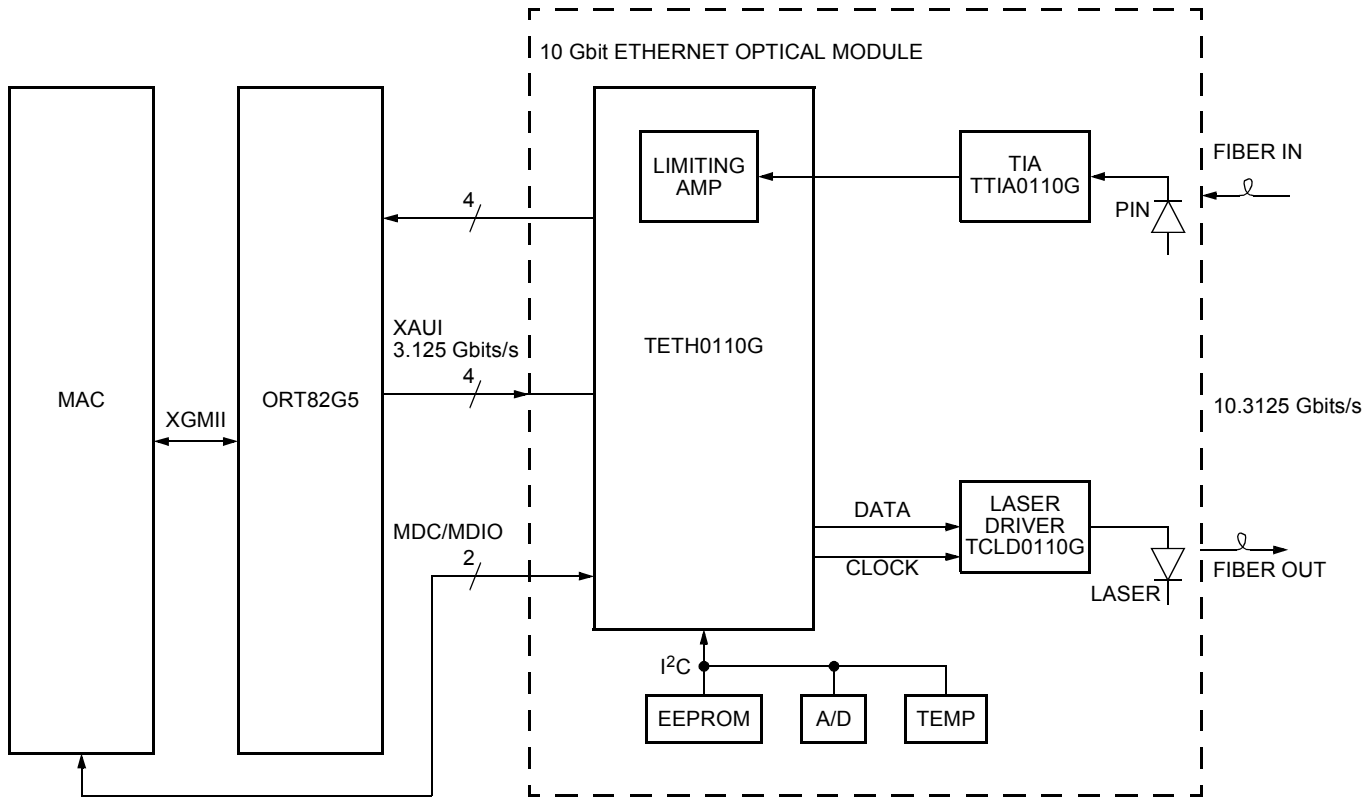 10 Gbit ETHERNET OPTICAL MODULE
MAC
XGMII
ORT82G5
4
XAUI
3.125 Gbits/s
4
MDC/MDIO
2
LIMITING
AMP
TETH0110G
TIA
TTIA0110G
PIN
FIBER IN
10.3125 Gbits/s
DATA
CLOCK
LASER
DRIVER
TCLD0110G
LASER
FIBER OUT
I²C
EEPROM
A/D
TEMP